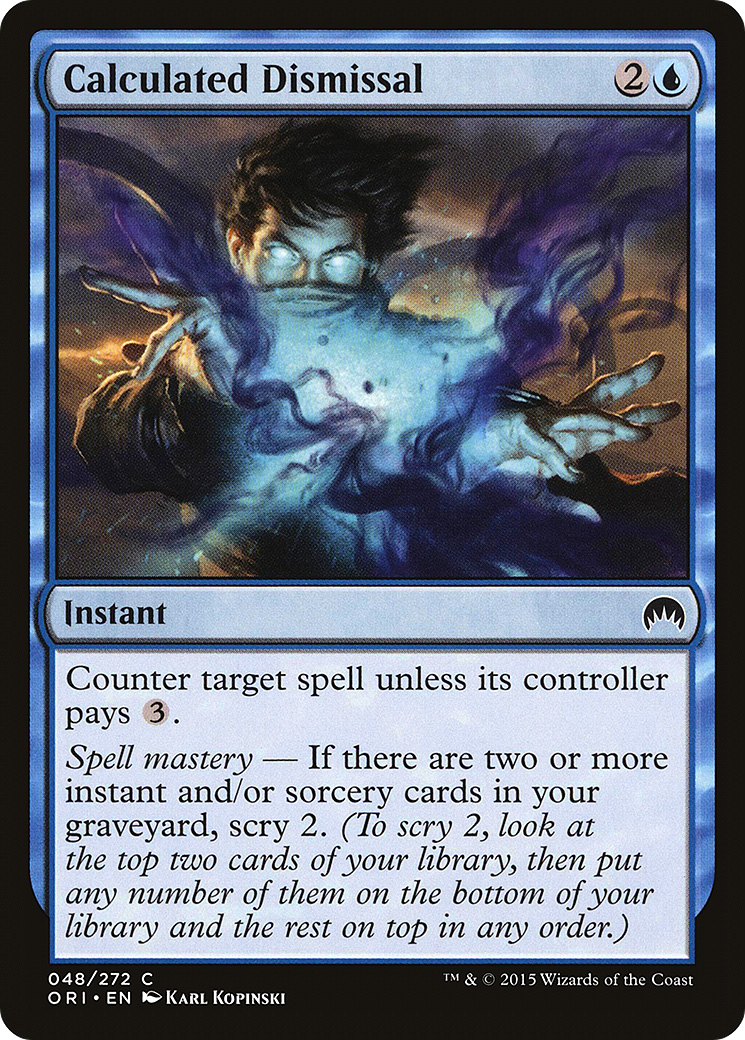 Calculated Dismissal 2
Instant
Counter target spell unless its controller
pays 3.
Spell mastery — If there are two or more
instant and/or sorcery cards in your
graveyard, scry 2. (To scry 2, look at
the top two cards of your library, then put
any number of them on the bottom of your
library and the rest on top in any order.)
048/272 C
ORI • EN Karl Kopinski
™ & © 2015 Wizards of the Coast